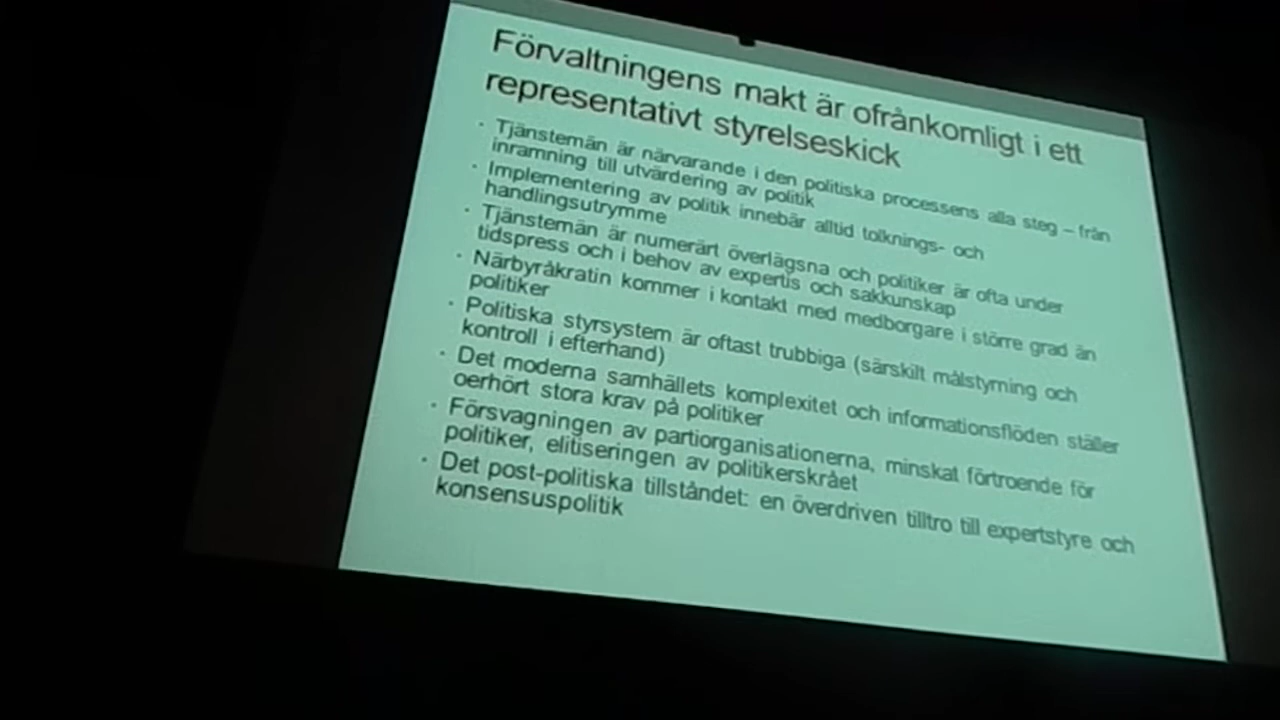 Förvaltningens makt är ofrånkomligt i ett
representativt styrelseskick
· Tjänstemän är närvarande i den politiska processens alla steg – från
inramning till utvärdering av politik
· Implementering av politik innebär alltid tolknings- och
handlingsutrymme
· Tjänstemän är numerärt överlägsna och politiker är ofta under
tidspress och i behov av expertis och sakkunskap
· Närbyråkratin kommer i kontakt med medborgare i större grad än
politiker
· Politiska styrsystem är oftast trubbiga (särskilt målstyrning och
kontroll i efterhand)
· Det moderna samhällets komplexitet och informationsflöden ställer
oerhört stora krav på politiker
· Försvagningen av partiorganisationerna, minskat förtroende för
politiker, elitiseringen av politikerskrået
· Det post-politiska tillståndet: en överdriven tilltro till expertstyre och
konsensuspolitik